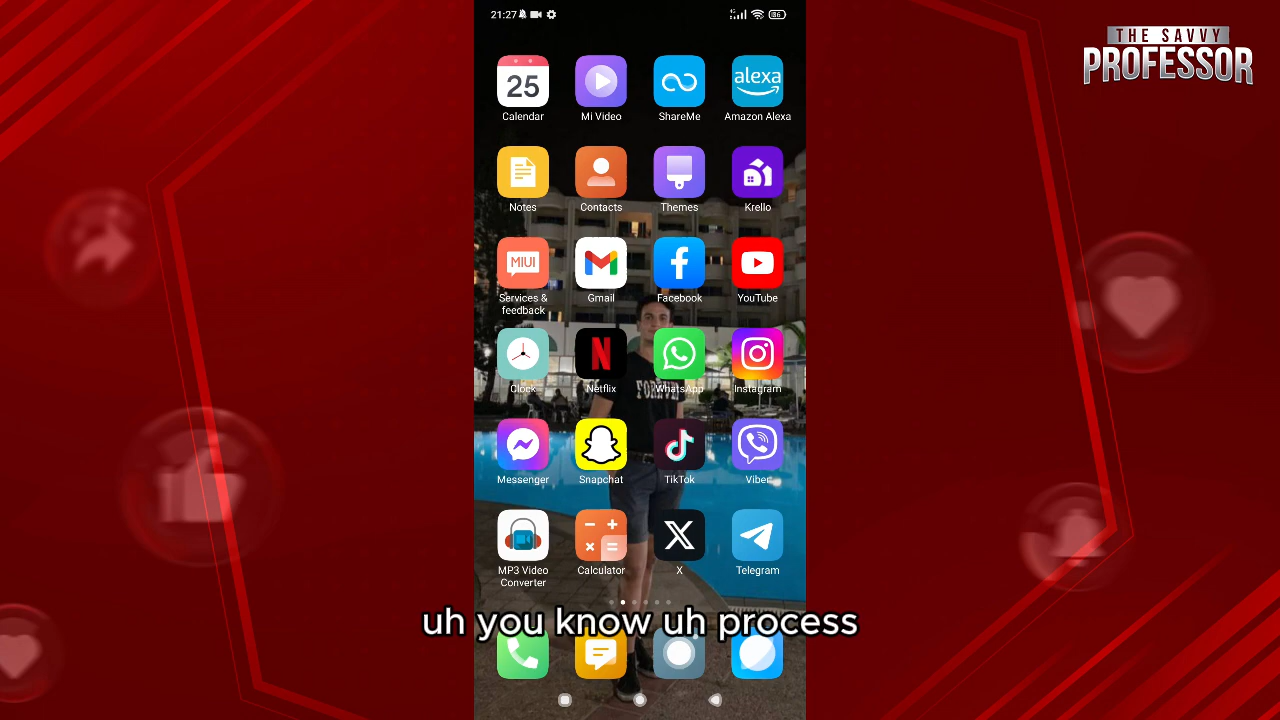 21:27
86
THE SAVVY
PROFESSOR
25
alexa
Calendar
Mi Video
ShareMe
Amazon Alexa
Notes
Contacts
Themes
Krello
MIUI
Services &
feedback
Gmail
Facebook
YouTube
FOREVER
Clock
Netflix
WhatsApp
Instagram
Messenger
Snapchat
TikTok
Viber
MP3 Video
Converter
Calculator
X
Telegram
uh you know uh process